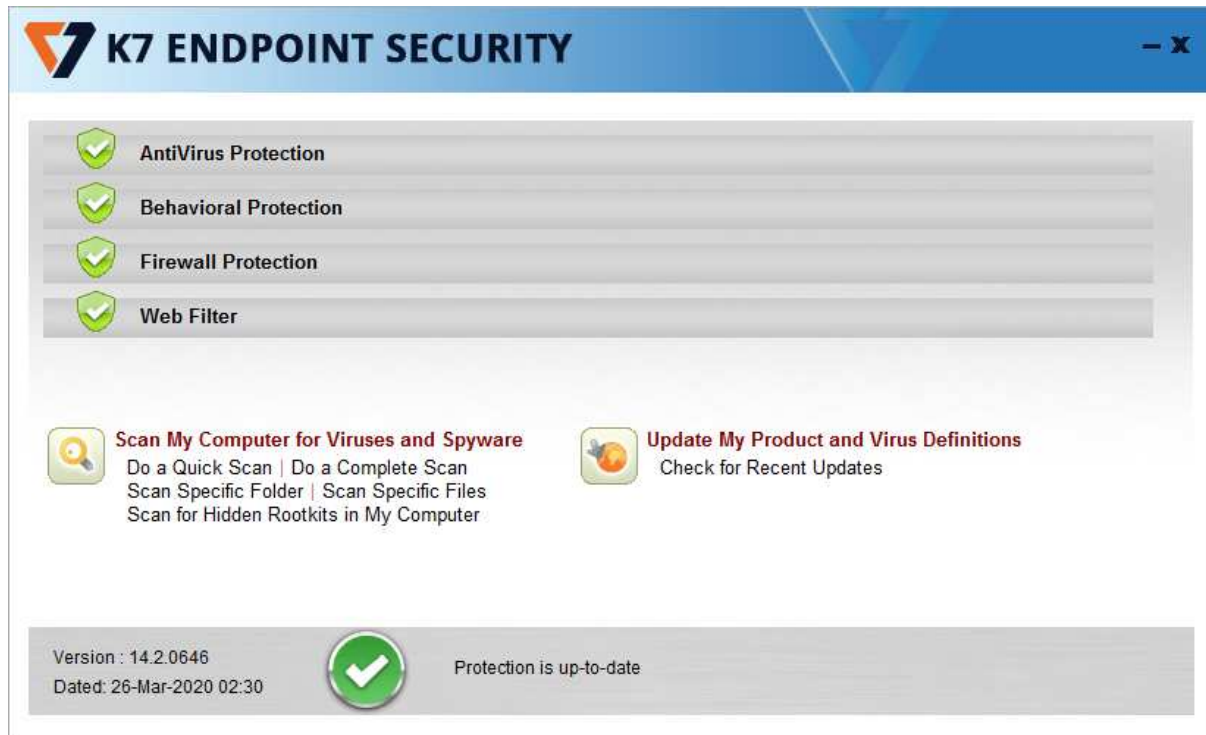 K7 ENDPOINT SECURITY
AntiVirus Protection
Behavioral Protection
Firewall Protection
Web Filter
Scan My Computer for Viruses and Spyware
Do a Quick Scan | Do a Complete Scan
Scan Specific Folder | Scan Specific Files
Scan for Hidden Rootkits in My Computer
Update My Product and Virus Definitions
Check for Recent Updates
Version : 14.2.0646
Dated: 26-Mar-2020 02:30
Protection is up-to-date